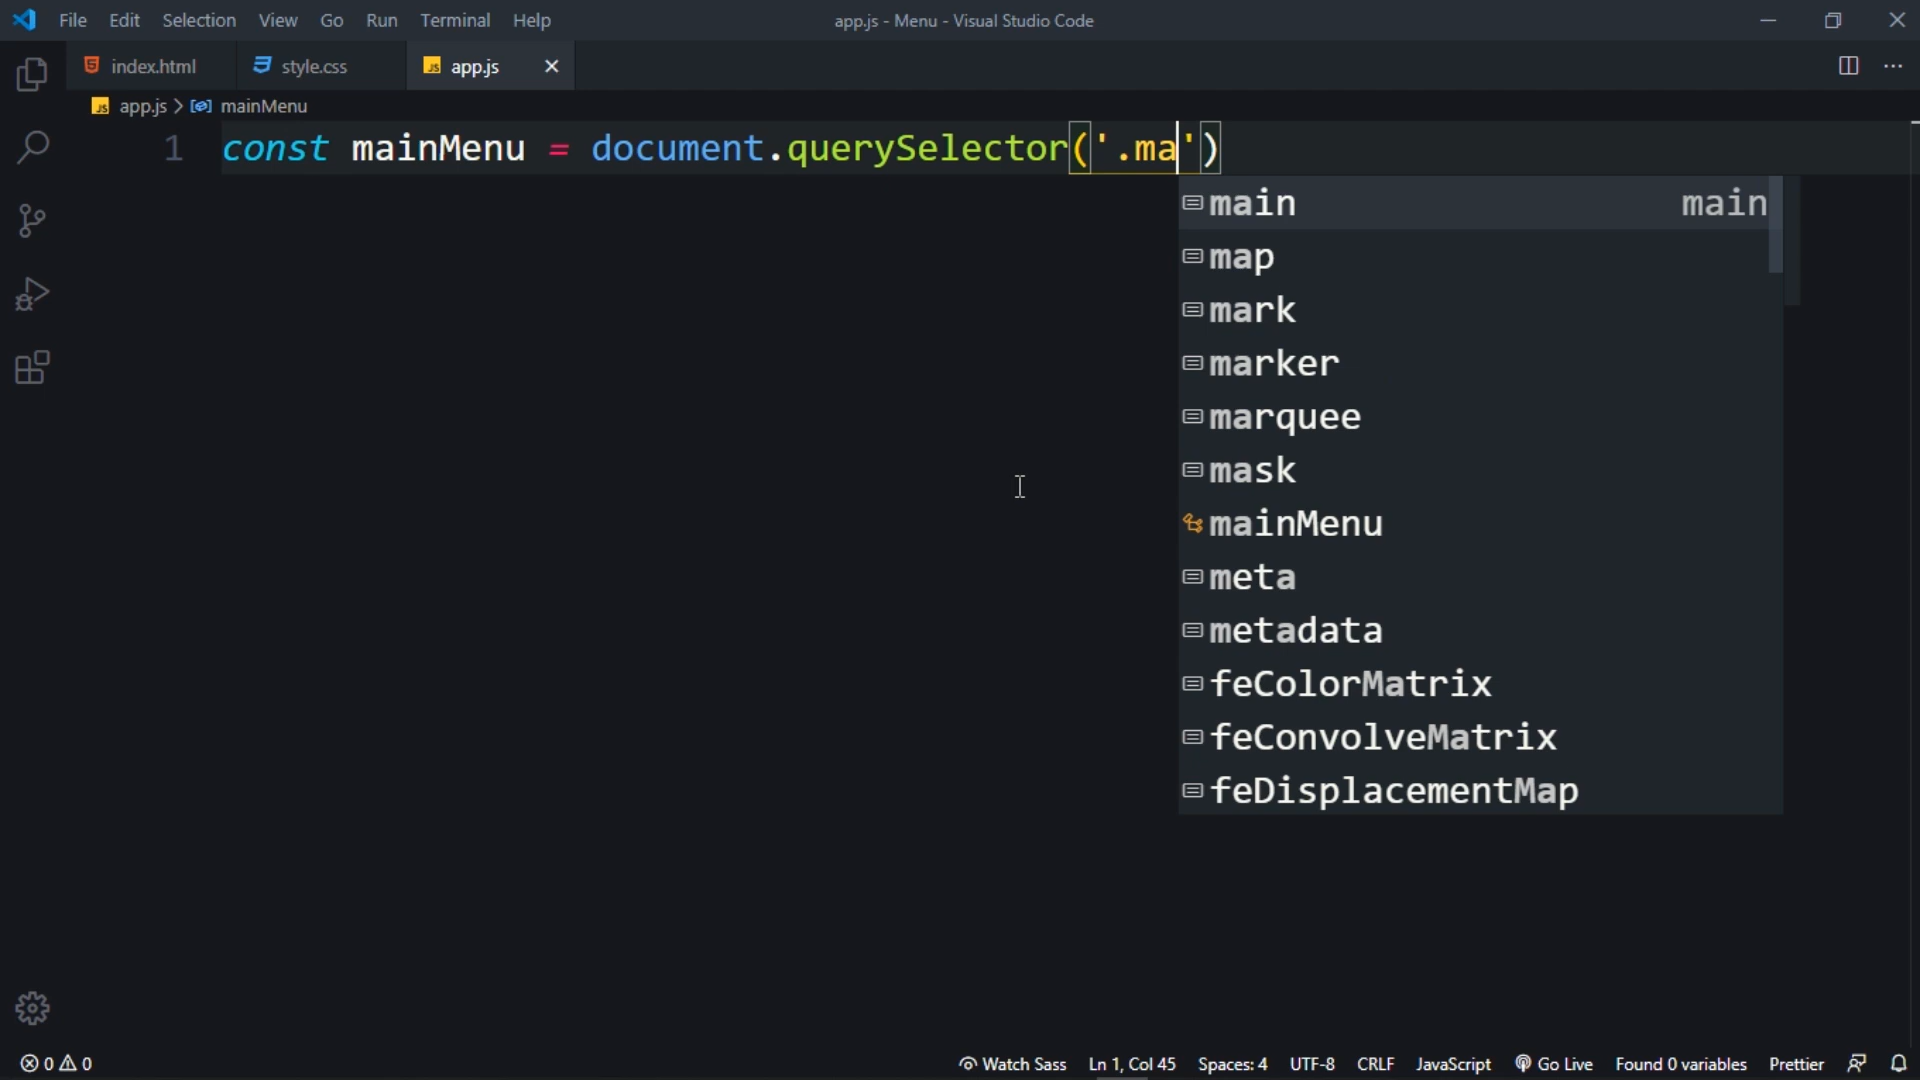 File Edit Selection View Go Run Terminal Help app.js - Menu - Visual Studio Code
index.html style.css JS app.js
JS app.js > mainMenu
1 const mainMenu = document.querySelector('.ma')
main main
map
mark
marker
marquee
mask
mainMenu
meta
metadata
feColorMatrix
feConvolveMatrix
feDisplacementMap
0 0 Watch Sass Ln 1, Col 45 Spaces: 4 UTF-8 CRLF JavaScript Go Live Found 0 variables Prettier